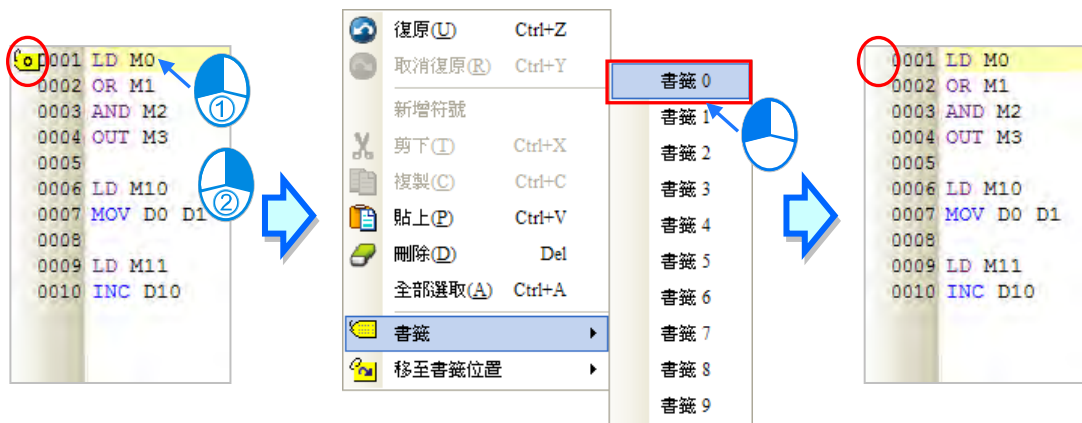 0001 LD M0
0002 OR M1
0003 AND M2
0004 OUT M3
0005
0006 LD M10
0007 MOV D0 D1
0008
0009 LD M11
0010 INC D10
①
②
復原(U) Ctrl+Z
取消復原(R) Ctrl+Y
新增符號
剪下(T) Ctrl+X
複製(C) Ctrl+C
貼上(P) Ctrl+V
刪除(D) Del
全部選取(A) Ctrl+A
書籤
移至書籤位置
書籤 0
書籤 1
書籤 2
書籤 3
書籤 4
書籤 5
書籤 6
書籤 7
書籤 8
書籤 9
0001 LD M0
0002 OR M1
0003 AND M2
0004 OUT M3
0005
0006 LD M10
0007 MOV D0 D1
0008
0009 LD M11
0010 INC D10